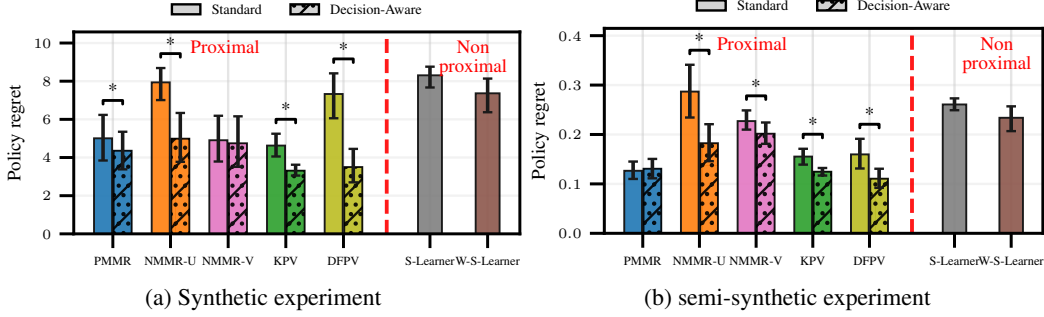 Standard Decision-Aware
Policy regret
10
8
6
4
2
0
Proximal
Non
proximal
*
*
*
*
PMMR NMMR-U NMMR-V KPV DFPV S-Learner W-S-Learner
(a) Synthetic experiment
Standard Decision-Aware
Policy regret
0.4
0.3
0.2
0.1
0.0
Proximal
Non
proximal
*
*
*
*
PMMR NMMR-U NMMR-V KPV DFPV S-Learner W-S-Learner
(b) semi-synthetic experiment